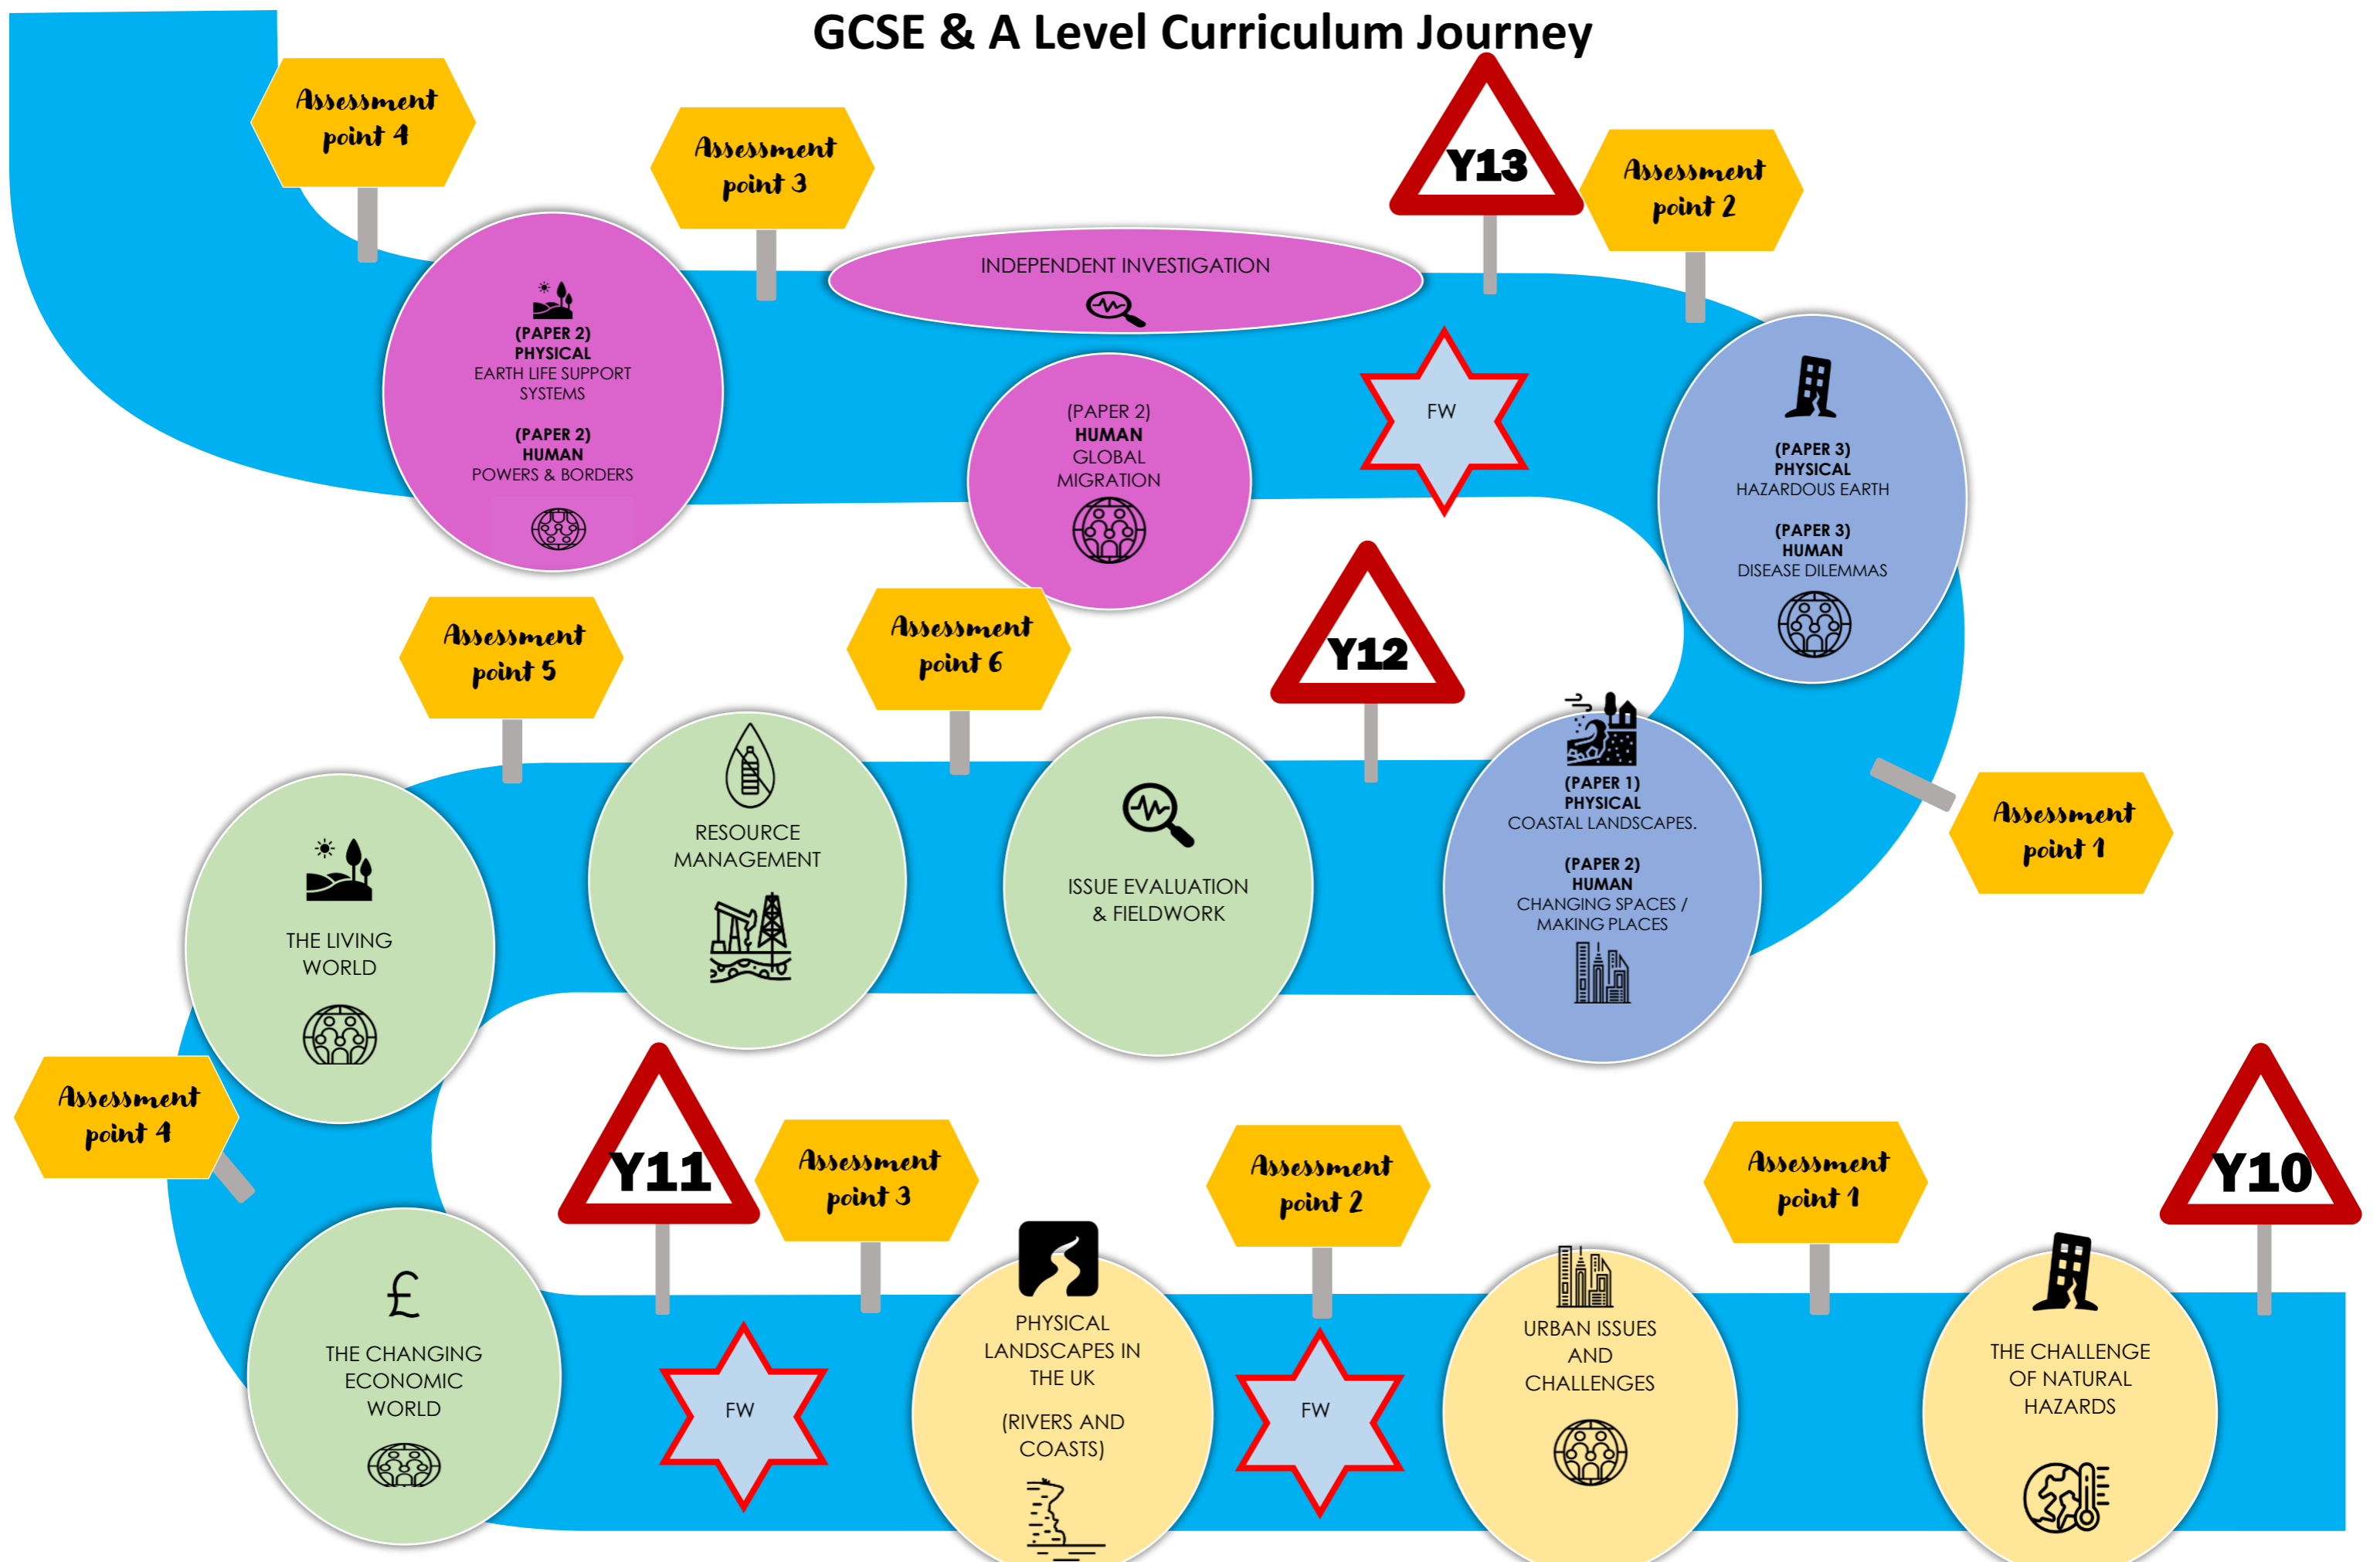 GCSE & A Level Curriculum Journey
Assessment
point 4
Assessment
point 3
Y13
Assessment
point 2
INDEPENDENT INVESTIGATION
(PAPER 2)
PHYSICAL
EARTH LIFE SUPPORT
SYSTEMS
(PAPER 2)
HUMAN
POWERS & BORDERS
(PAPER 2)
HUMAN
GLOBAL
MIGRATION
FW
(PAPER 3)
PHYSICAL
HAZARDOUS EARTH
(PAPER 3)
HUMAN
DISEASE DILEMMAS
Assessment
point 5
Assessment
point 6
Y12
THE LIVING
WORLD
RESOURCE
MANAGEMENT
ISSUE EVALUATION
& FIELDWORK
(PAPER 1)
PHYSICAL
COASTAL LANDSCAPES.
(PAPER 2)
HUMAN
CHANGING SPACES /
MAKING PLACES
Assessment
point 1
Assessment
point 4
Y11
Assessment
point 3
Assessment
point 2
Assessment
point 1
Y10
£
THE CHANGING
ECONOMIC
WORLD
FW
PHYSICAL
LANDSCAPES IN
THE UK
(RIVERS AND
COASTS)
FW
URBAN ISSUES
AND
CHALLENGES
THE CHALLENGE
OF NATURAL
HAZARDS